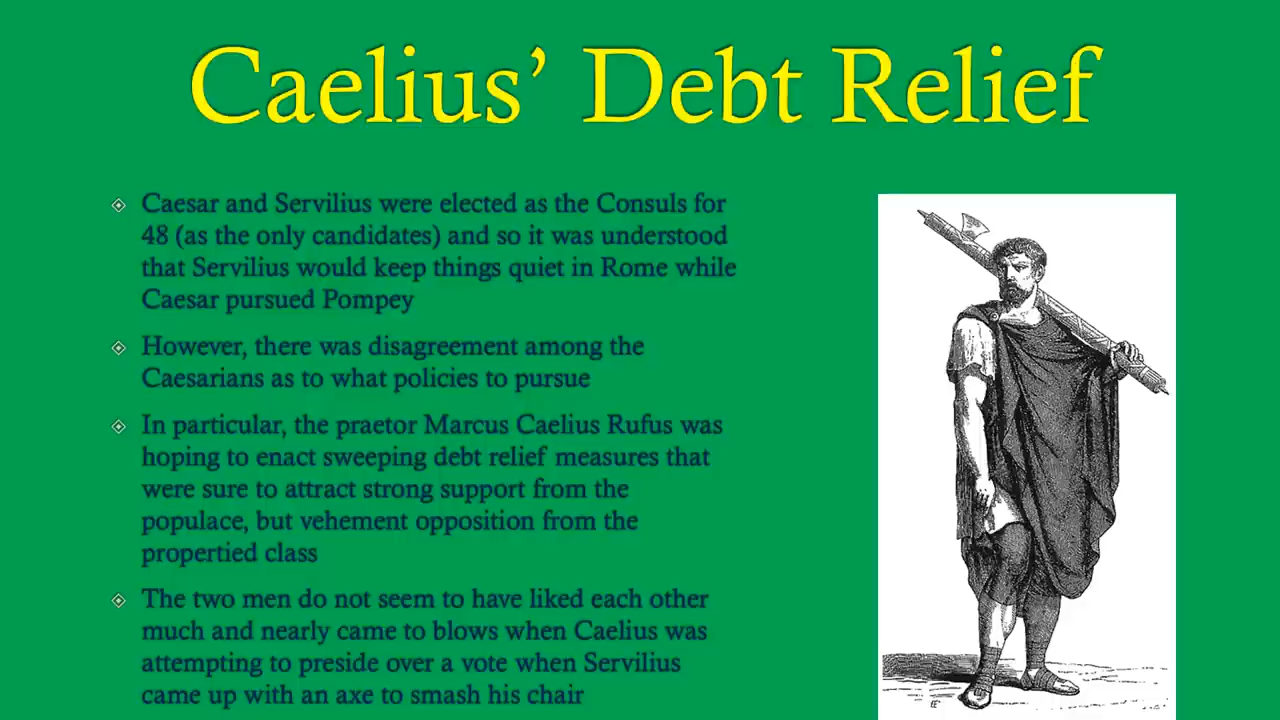 Caelius’ Debt Relief
Caesar and Servilius were elected as the Consuls for
48 (as the only candidates) and so it was understood
that Servilius would keep things quiet in Rome while
Caesar pursued Pompey
However, there was disagreement among the
Caesarians as to what policies to pursue
In particular, the praetor Marcus Caelius Rufus was
hoping to enact sweeping debt relief measures that
were sure to attract strong support from the
populace, but vehement opposition from the
propertied class
The two men do not seem to have liked each other
much and nearly came to blows when Caelius was
attempting to preside over a vote when Servilius
came up with an axe to smash his chair